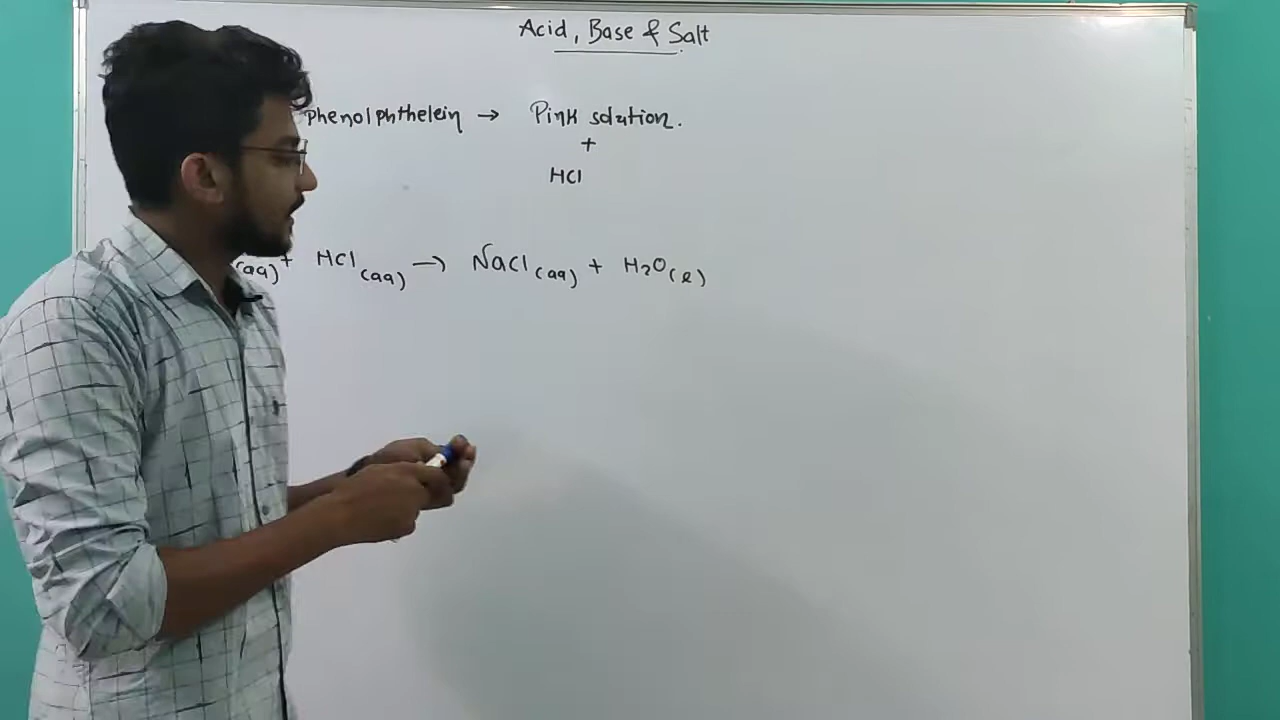 Acid, Base & Salt
phenolphthelein → Pink solution.
+
HCl
(aq) + HCl (aq) → NaCl (aq) + H₂O (l)